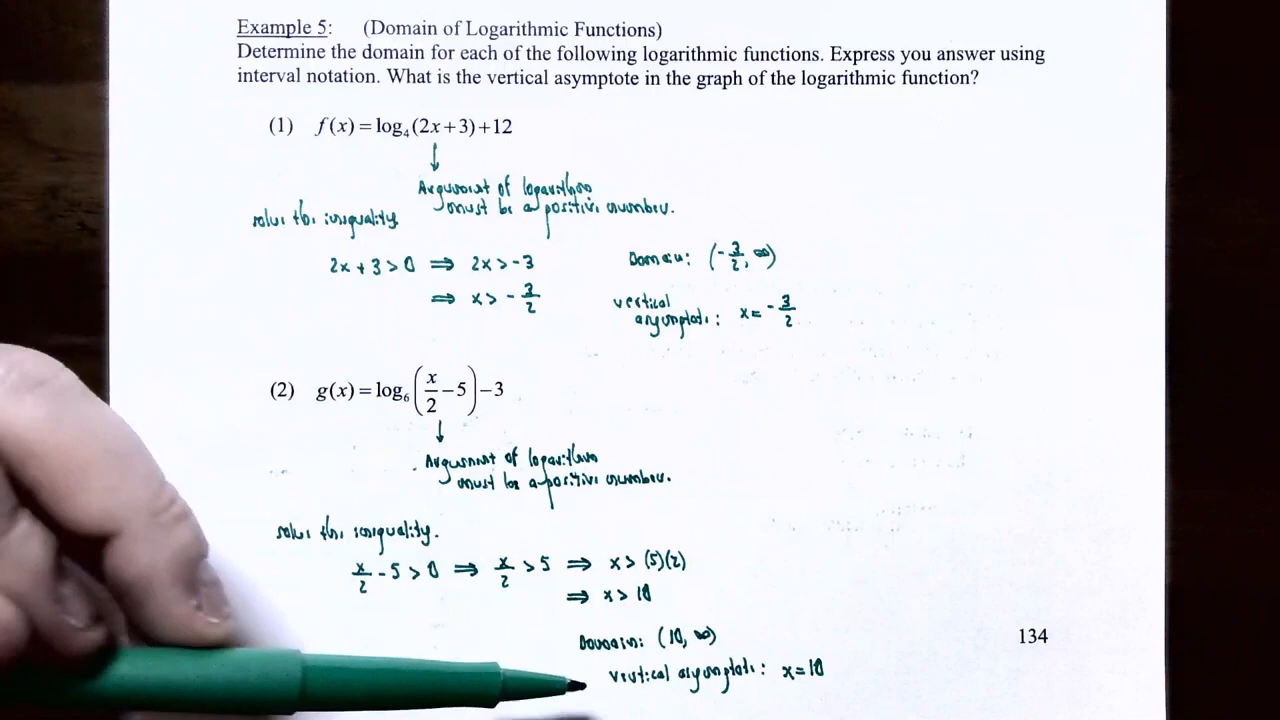 Example 5: (Domain of Logarithmic Functions)
Determine the domain for each of the following logarithmic functions. Express you answer using
interval notation. What is the vertical asymptote in the graph of the logarithmic function?
(1) f(x) = log₄(2x+3)+12
↓
Argument of logarithm
must be a positive number.
solve the inequality
2x + 3 > 0 ⇒ 2x > -3
⇒ x > -3/2
Domain: (-3/2, ∞)
vertical
asymptote: x = -3/2
(2) g(x) = log₆(x/2 − 5) − 3
↓
Argument of logarithm
must be a positive number.
solve the inequality.
x/2 - 5 > 0 ⇒ x/2 > 5 ⇒ x > (5)(2)
⇒ x > 10
Domain: (10, ∞)
vertical asymptote: x = 10
134